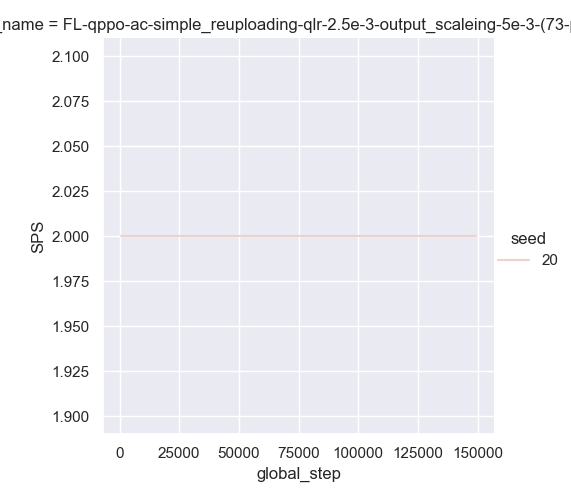 _name = FL-qppo-ac-simple_reuploading-qlr-2.5e-3-output_scaleing-5e-3-(73-p
2.100
2.075
2.050
2.025
2.000
1.975
1.950
1.925
1.900
SPS
0 25000 50000 75000 100000 125000 150000
global_step
seed
20